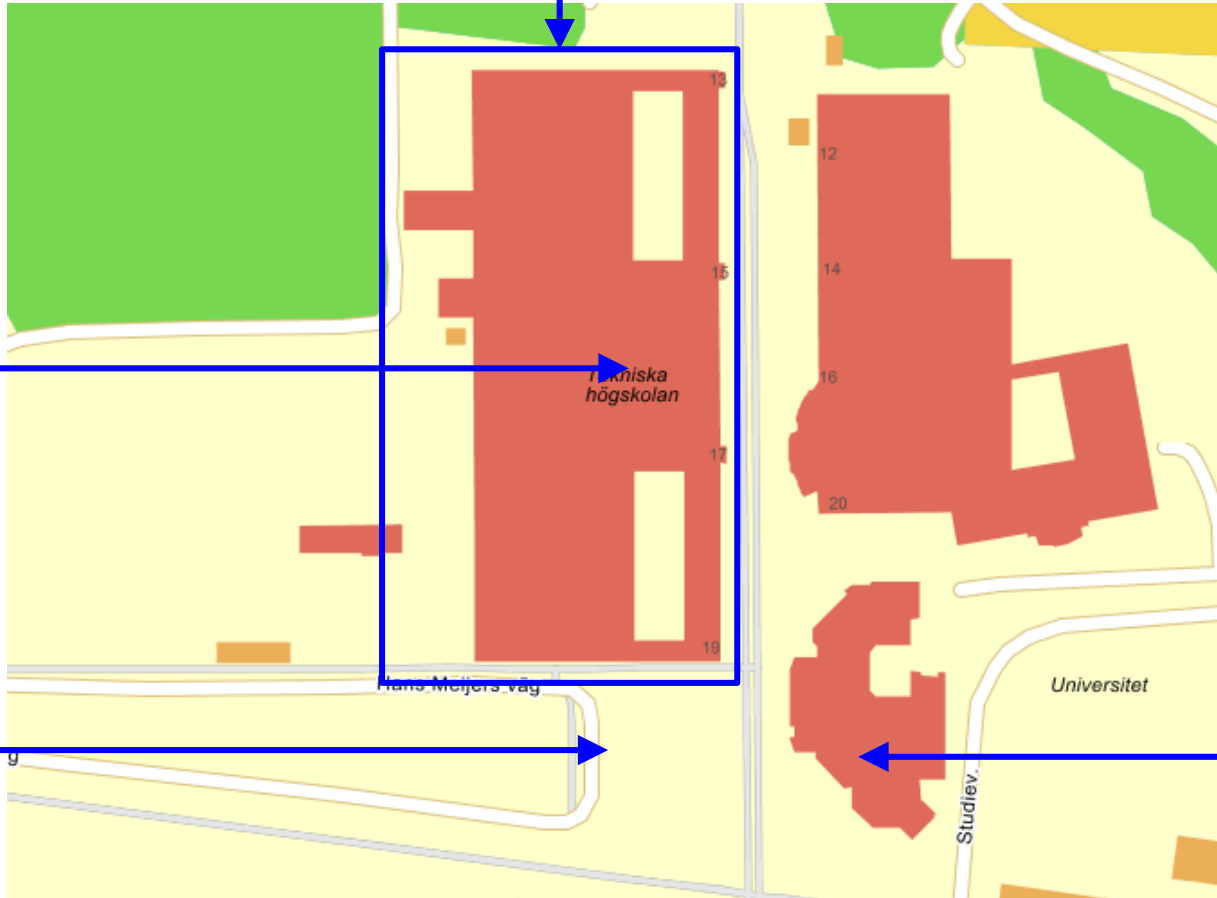 13
12
15
14
Tekniska
högskolan
16
17
20
19
Hans Meijers väg
Universitet
g
Studiev.